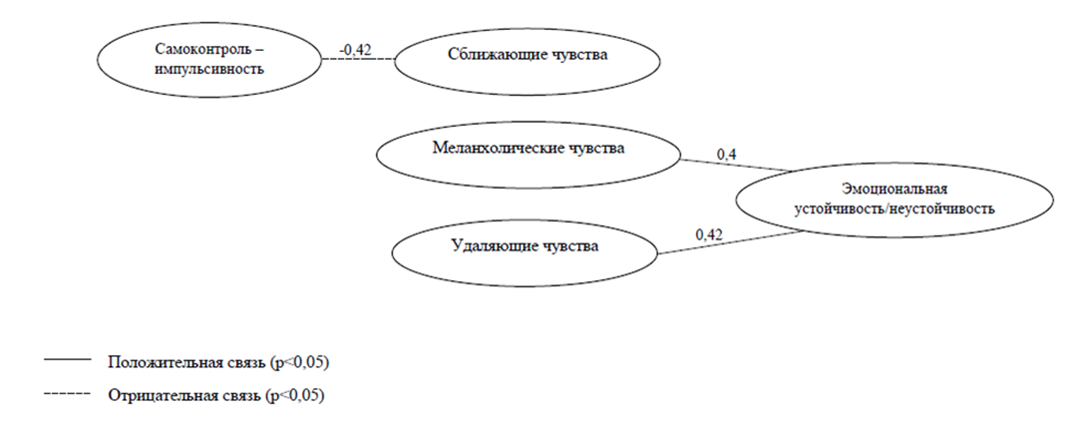 Самоконтроль –
импульсивность
-0,42
Сближающие чувства
Меланхолические чувства
0,4
Эмоциональная
устойчивость/неустойчивость
Удаляющие чувства
0,42
Положительная связь (p<0,05)
Отрицательная связь (p<0,05)